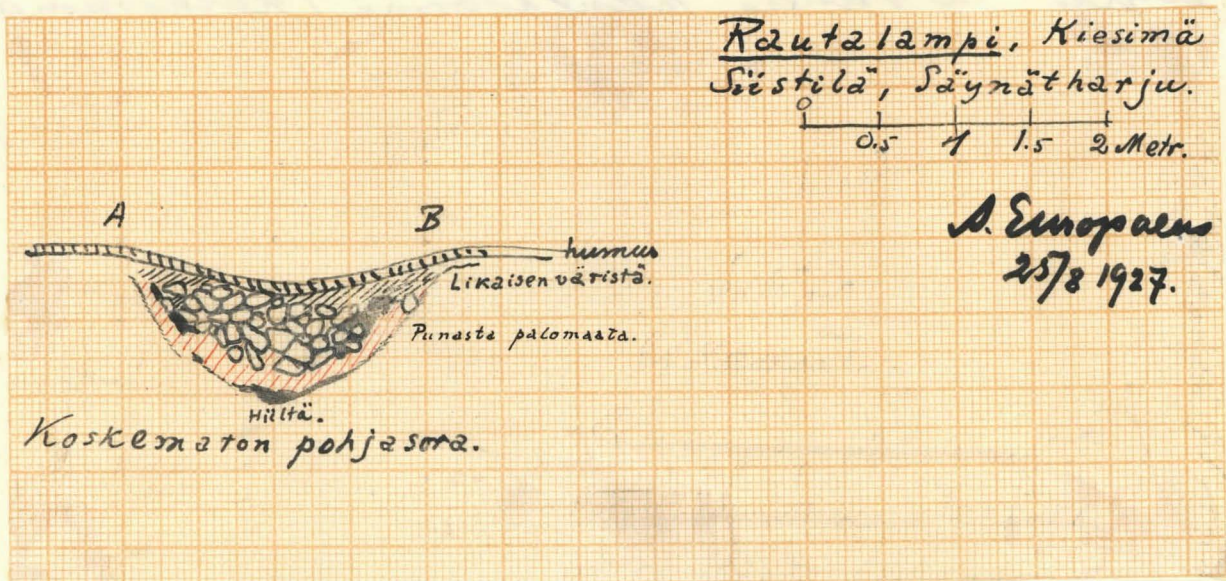 Rautalampi, Kiesimä
Siistilä, Säynätharju.
0 0.5 1 1.5 2 Metr.
A. Europaeus
25/8 1927.
A B
humus
Likaisen väristä.
Punasta palomaata.
Hiiltä.
Koskematon pohjasora.